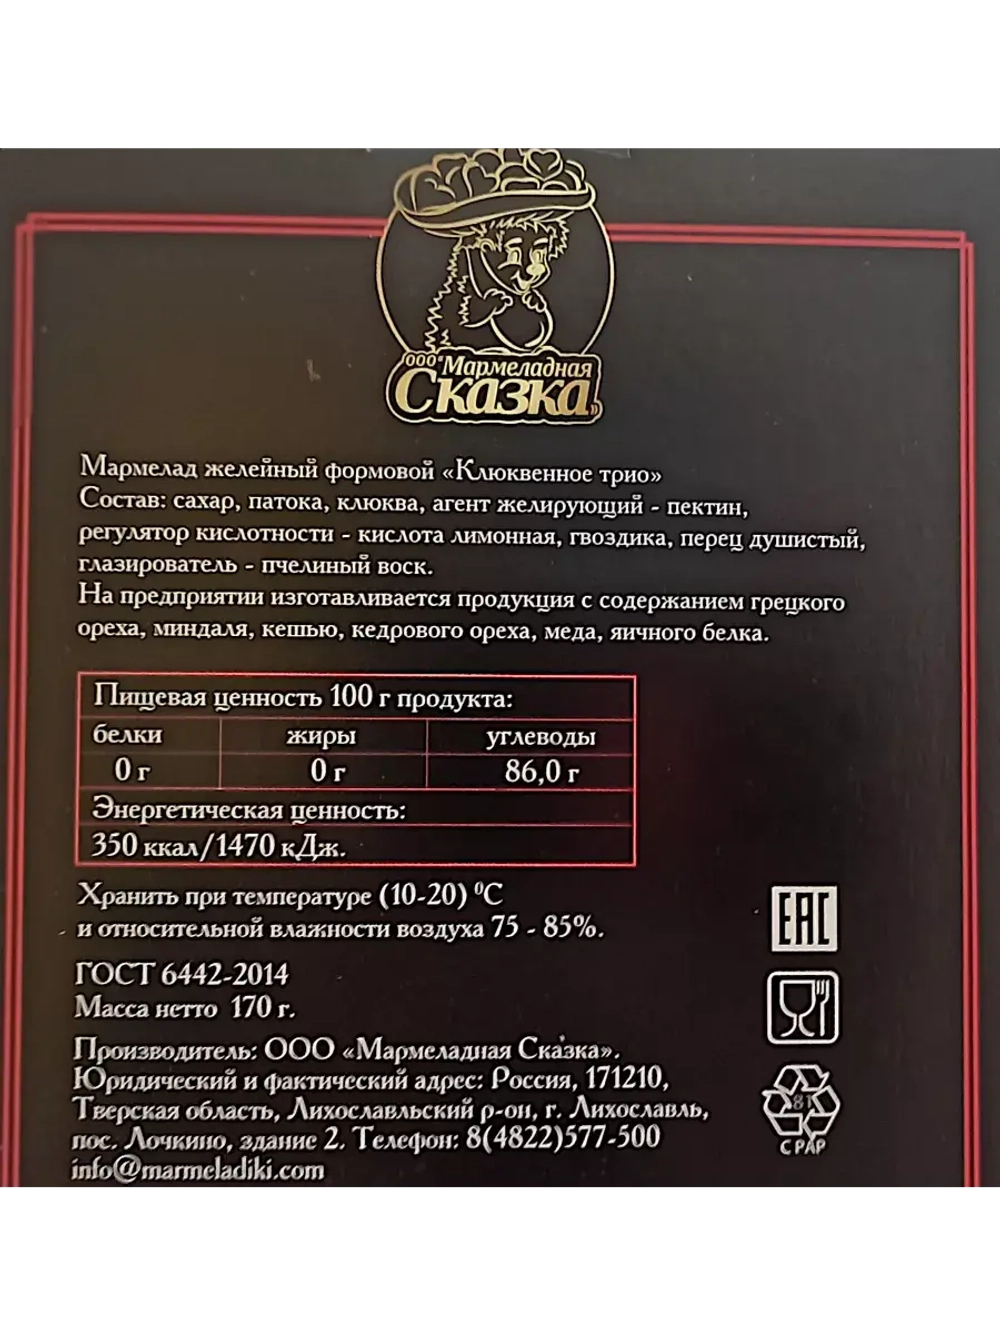 ООО "Мармеладная
Сказка»
Мармелад желейный формовой «Клюквенное трио»
Состав: сахар, патока, клюква, агент желирующий - пектин,
регулятор кислотности - кислота лимонная, гвоздика, перец душистый,
глазирователь - пчелиный воск.
На предприятии изготавливается продукция с содержанием грецкого
ореха, миндаля, кешью, кедрового ореха, меда, яичного белка.
Пищевая ценность 100 г продукта:
белки жиры углеводы
0 г 0 г 86,0 г
Энергетическая ценность:
350 ккал/1470 кДж.
Хранить при температуре (10-20) ⁰С
и относительной влажности воздуха 75 - 85%.
EAC
ГОСТ 6442-2014
Масса нетто 170 г.
Производитель: ООО «Мармеладная Ска́зка».
Юридический и фактический адрес: Россия, 171210,
Тверская область, Лихославльский р-он, г. Лихославль,
пос. Лочкино, здание 2. Телефон: 8(4822)577-500
info@marmeladiki.com
81
C PAP